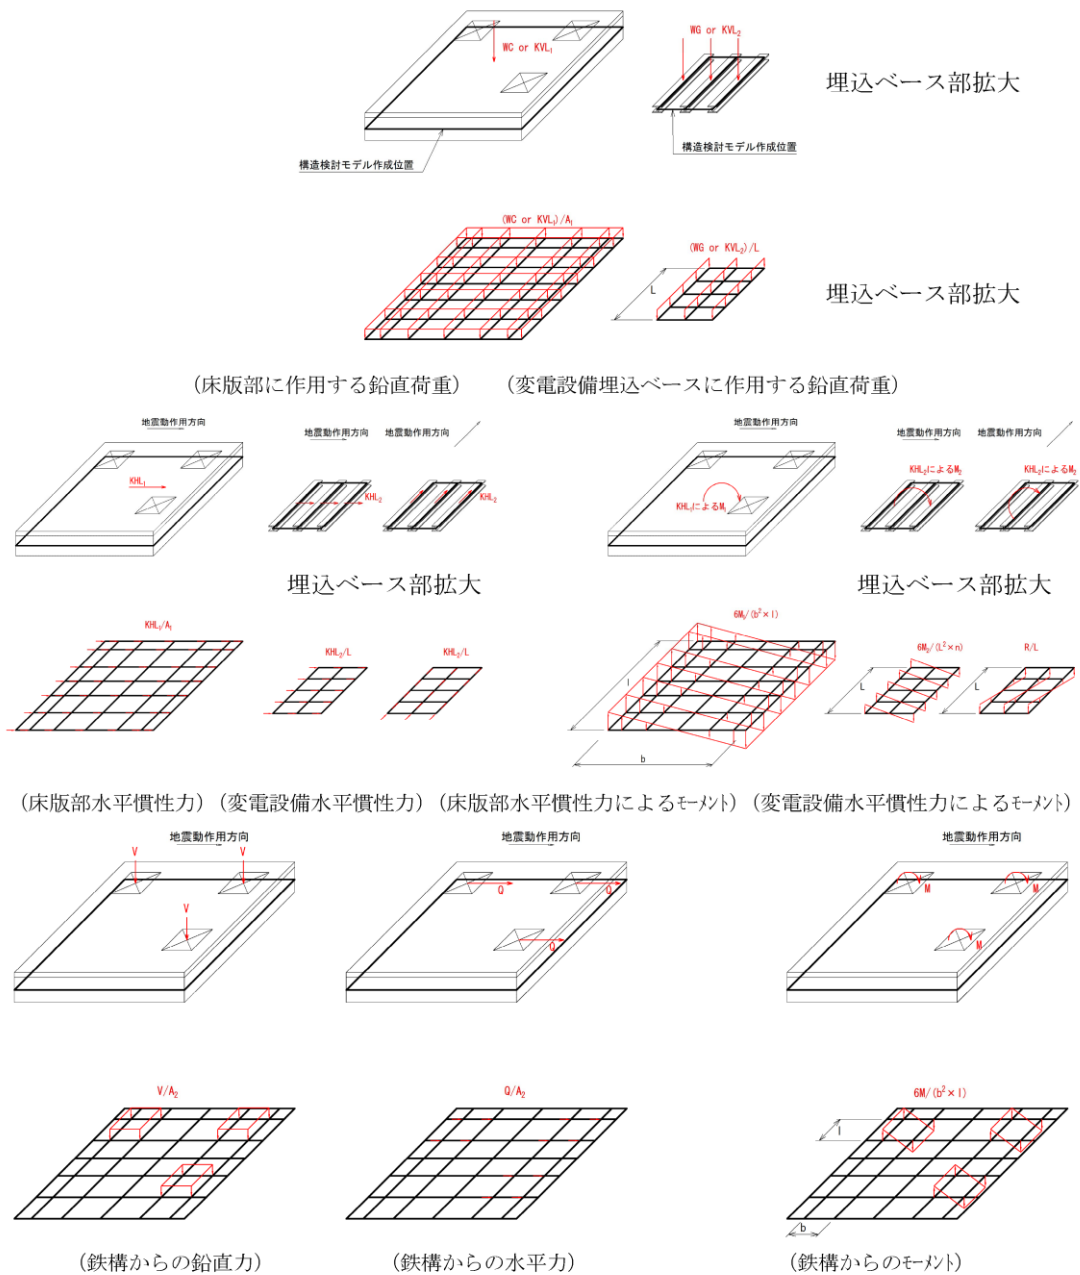 WC or KVL₁
WG or KVL₂
埋込ベース部拡大
構造検討モデル作成位置
構造検討モデル作成位置
(WC or KVL₁)/A₁
(WG or KVL₂)/L
L
埋込ベース部拡大
(床版部に作用する鉛直荷重)
(変電設備埋込ベースに作用する鉛直荷重)
地震動作用方向
地震動作用方向
地震動作用方向
KHL₁
KHL₂
KHL₂
埋込ベース部拡大
地震動作用方向
地震動作用方向
地震動作用方向
KHL₁によるM₁
KHL₂によるM₂
KHL₂によるM₂
埋込ベース部拡大
KHL₁/A₁
KHL₂/L
KHL₂/L
6M₁/(b²×l)
l
b
6M₂/(L²×n)
L
R/L
L
(床版部水平慣性力)
(変電設備水平慣性力)
(床版部水平慣性力によるモーメント)
(変電設備水平慣性力によるモーメント)
地震動作用方向
V
V
V
地震動作用方向
Q
Q
Q
地震動作用方向
M
M
M
V/A₂
Q/A₂
6M/(b²×l)
l
b
(鉄構からの鉛直力)
(鉄構からの水平力)
(鉄構からのモーメント)